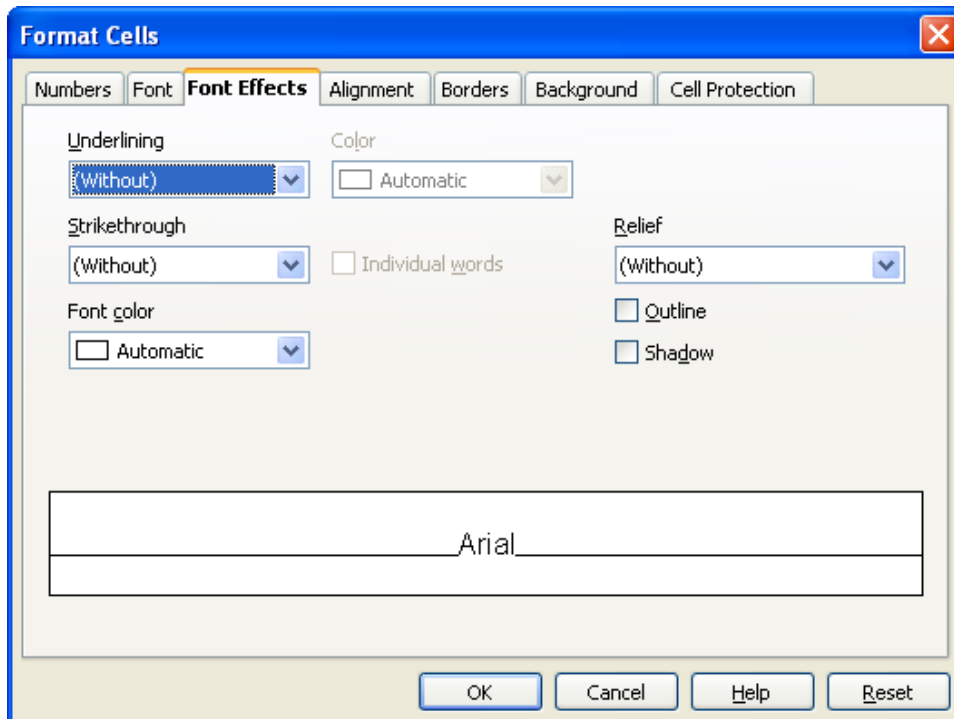 Format Cells
Numbers Font Font Effects Alignment Borders Background Cell Protection
Underlining Color
(Without) Automatic
Strikethrough Relief
(Without) Individual words (Without)
Font color Outline
Automatic Shadow
Arial
OK Cancel Help Reset